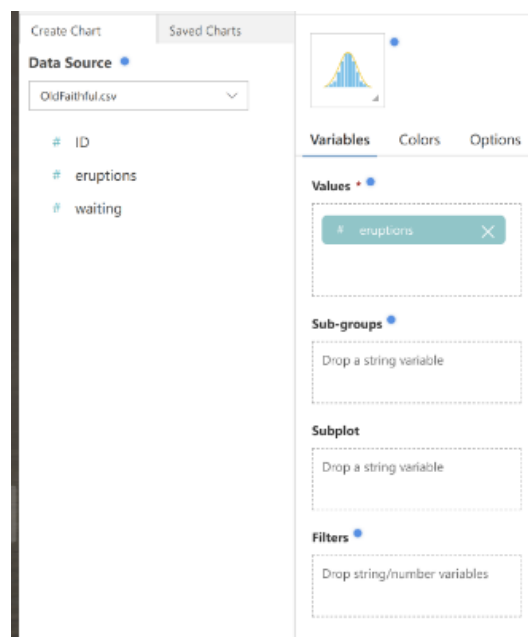 Create Chart
Saved Charts
Data Source
OldFaithful.csv
# ID
# eruptions
# waiting
Variables Colors Options
Values *
# eruptions
Sub-groups
Drop a string variable
Subplot
Drop a string variable
Filters
Drop string/number variables